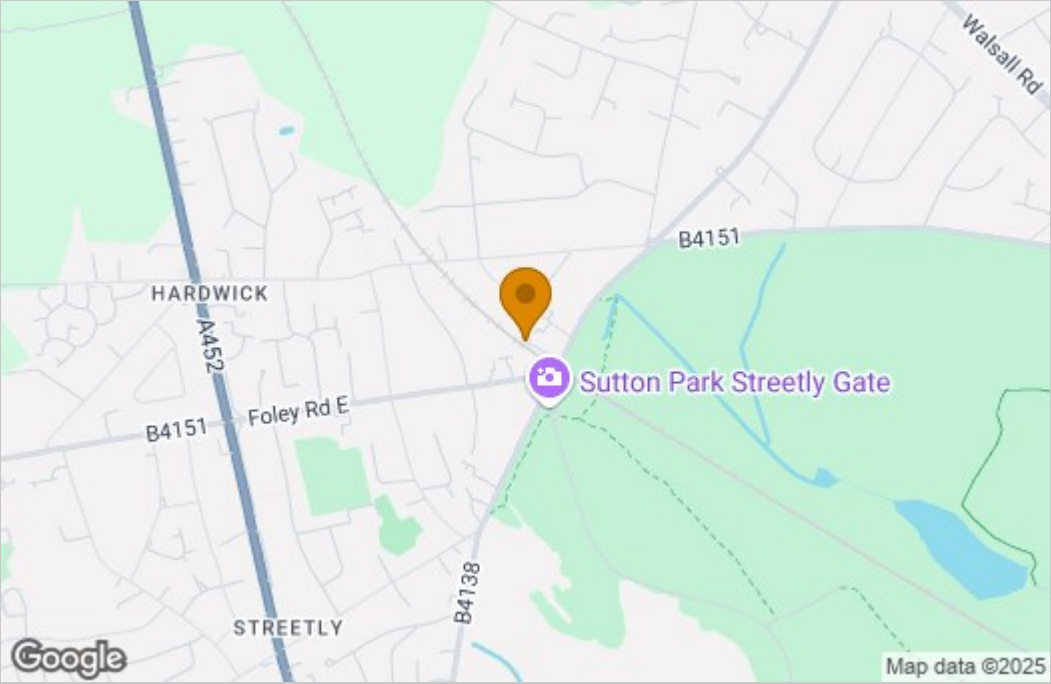 Walsall Rd
B4151
HARDWICK
A452
Sutton Park Streetly Gate
Foley Rd E
B4151
B4138
STREETLY
Google
Map data ©2025